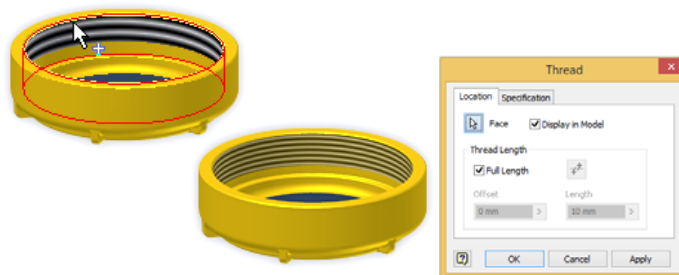 Thread
Location Specification
Face Display in Model
Thread Length
Full Length
Offset Length
0 mm > 10 mm >
OK Cancel Apply